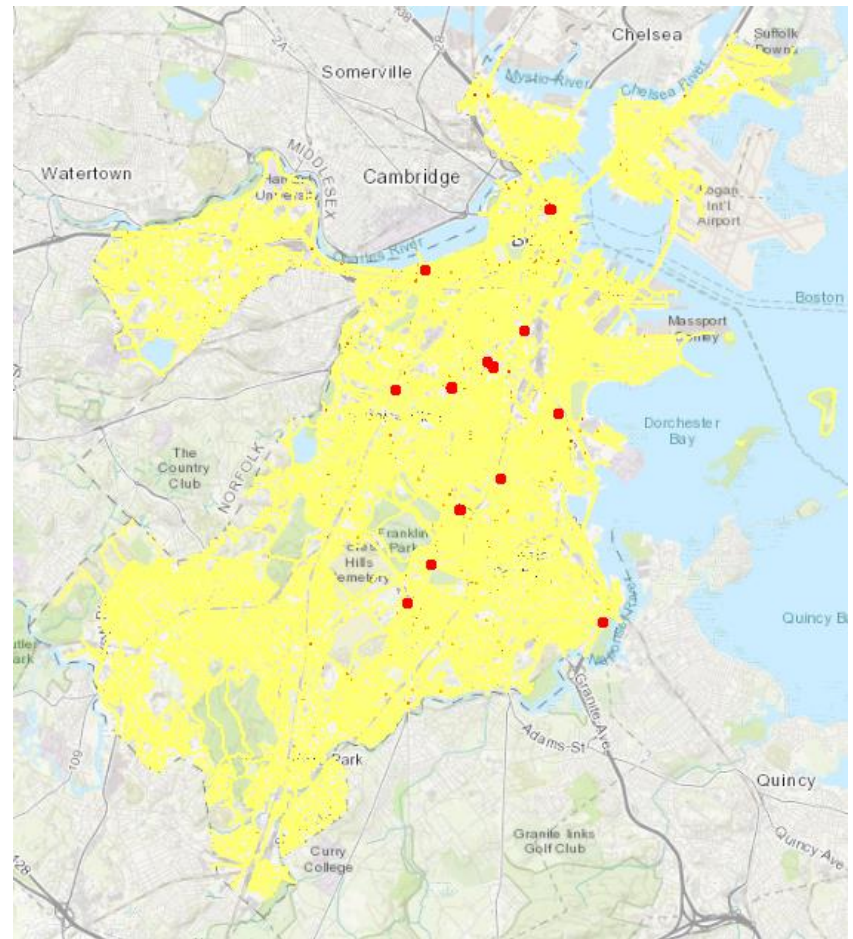 Chelsea
Suffolk
Downs
Mystic River
Chelsea River
2A
28
Somerville
MIDDLESEX
Watertown
Cambridge
Logan
Int'l
Airport
Charles River
Boston
Massport
Dorchester
Bay
The
Country
Club
NORFOLK
Franklin
Park
Hills
Quincy Ba
Granite Ave
Adams St
109
Park
Quincy
Granite links
Golf Club
Quincy Ave
Curry
College